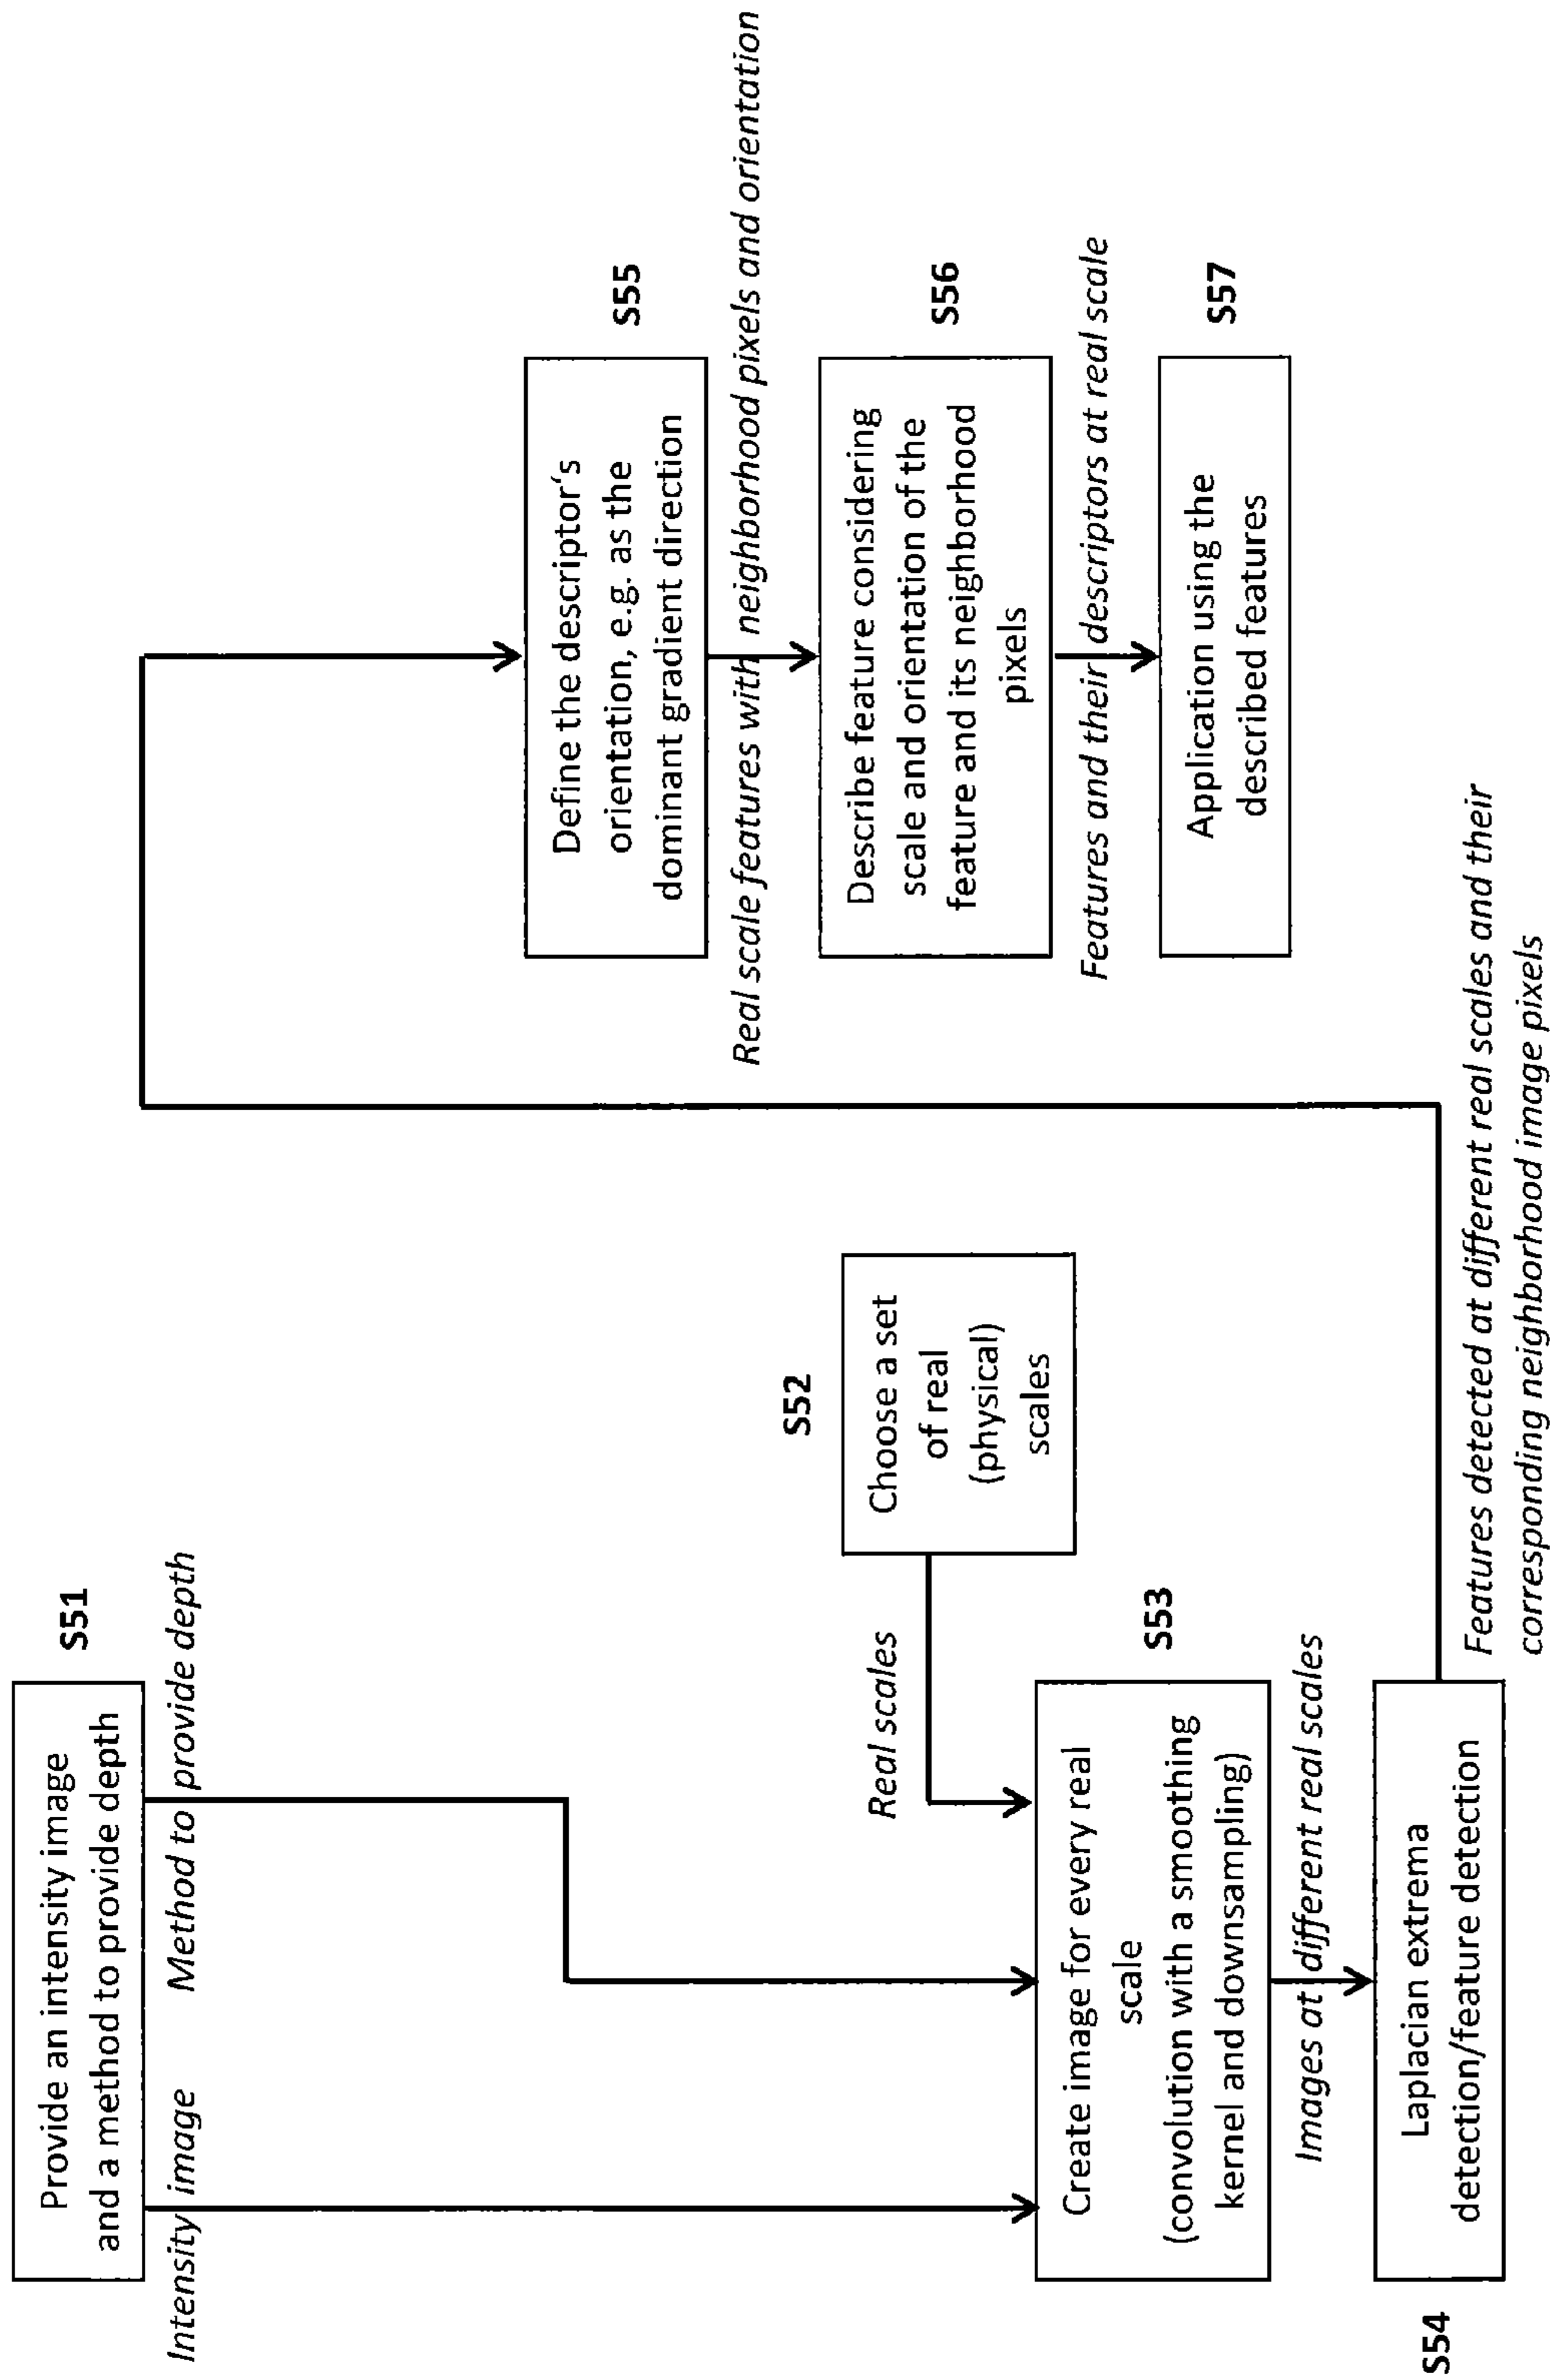 S51
Provide an intensity image
and a method to provide depth
Intensity image
Method to provide depth
S52
Choose a set
of real
(physical)
scales
Real scales
S53
Create image for every real
scale
(convolution with a smoothing
kernel and downsampling)
Images at different real scales
S54
Laplacian extrema
detection/feature detection
Features detected at different real scales and their
corresponding neighborhood image pixels
S55
Define the descriptor‘s
orientation, e.g. as the
dominant gradient direction
Real scale features with neighborhood pixels and orientation
S56
Describe feature considering
scale and orientation of the
feature and its neighborhood
pixels
Features and their descriptors at real scale
S57
Application using the
described features